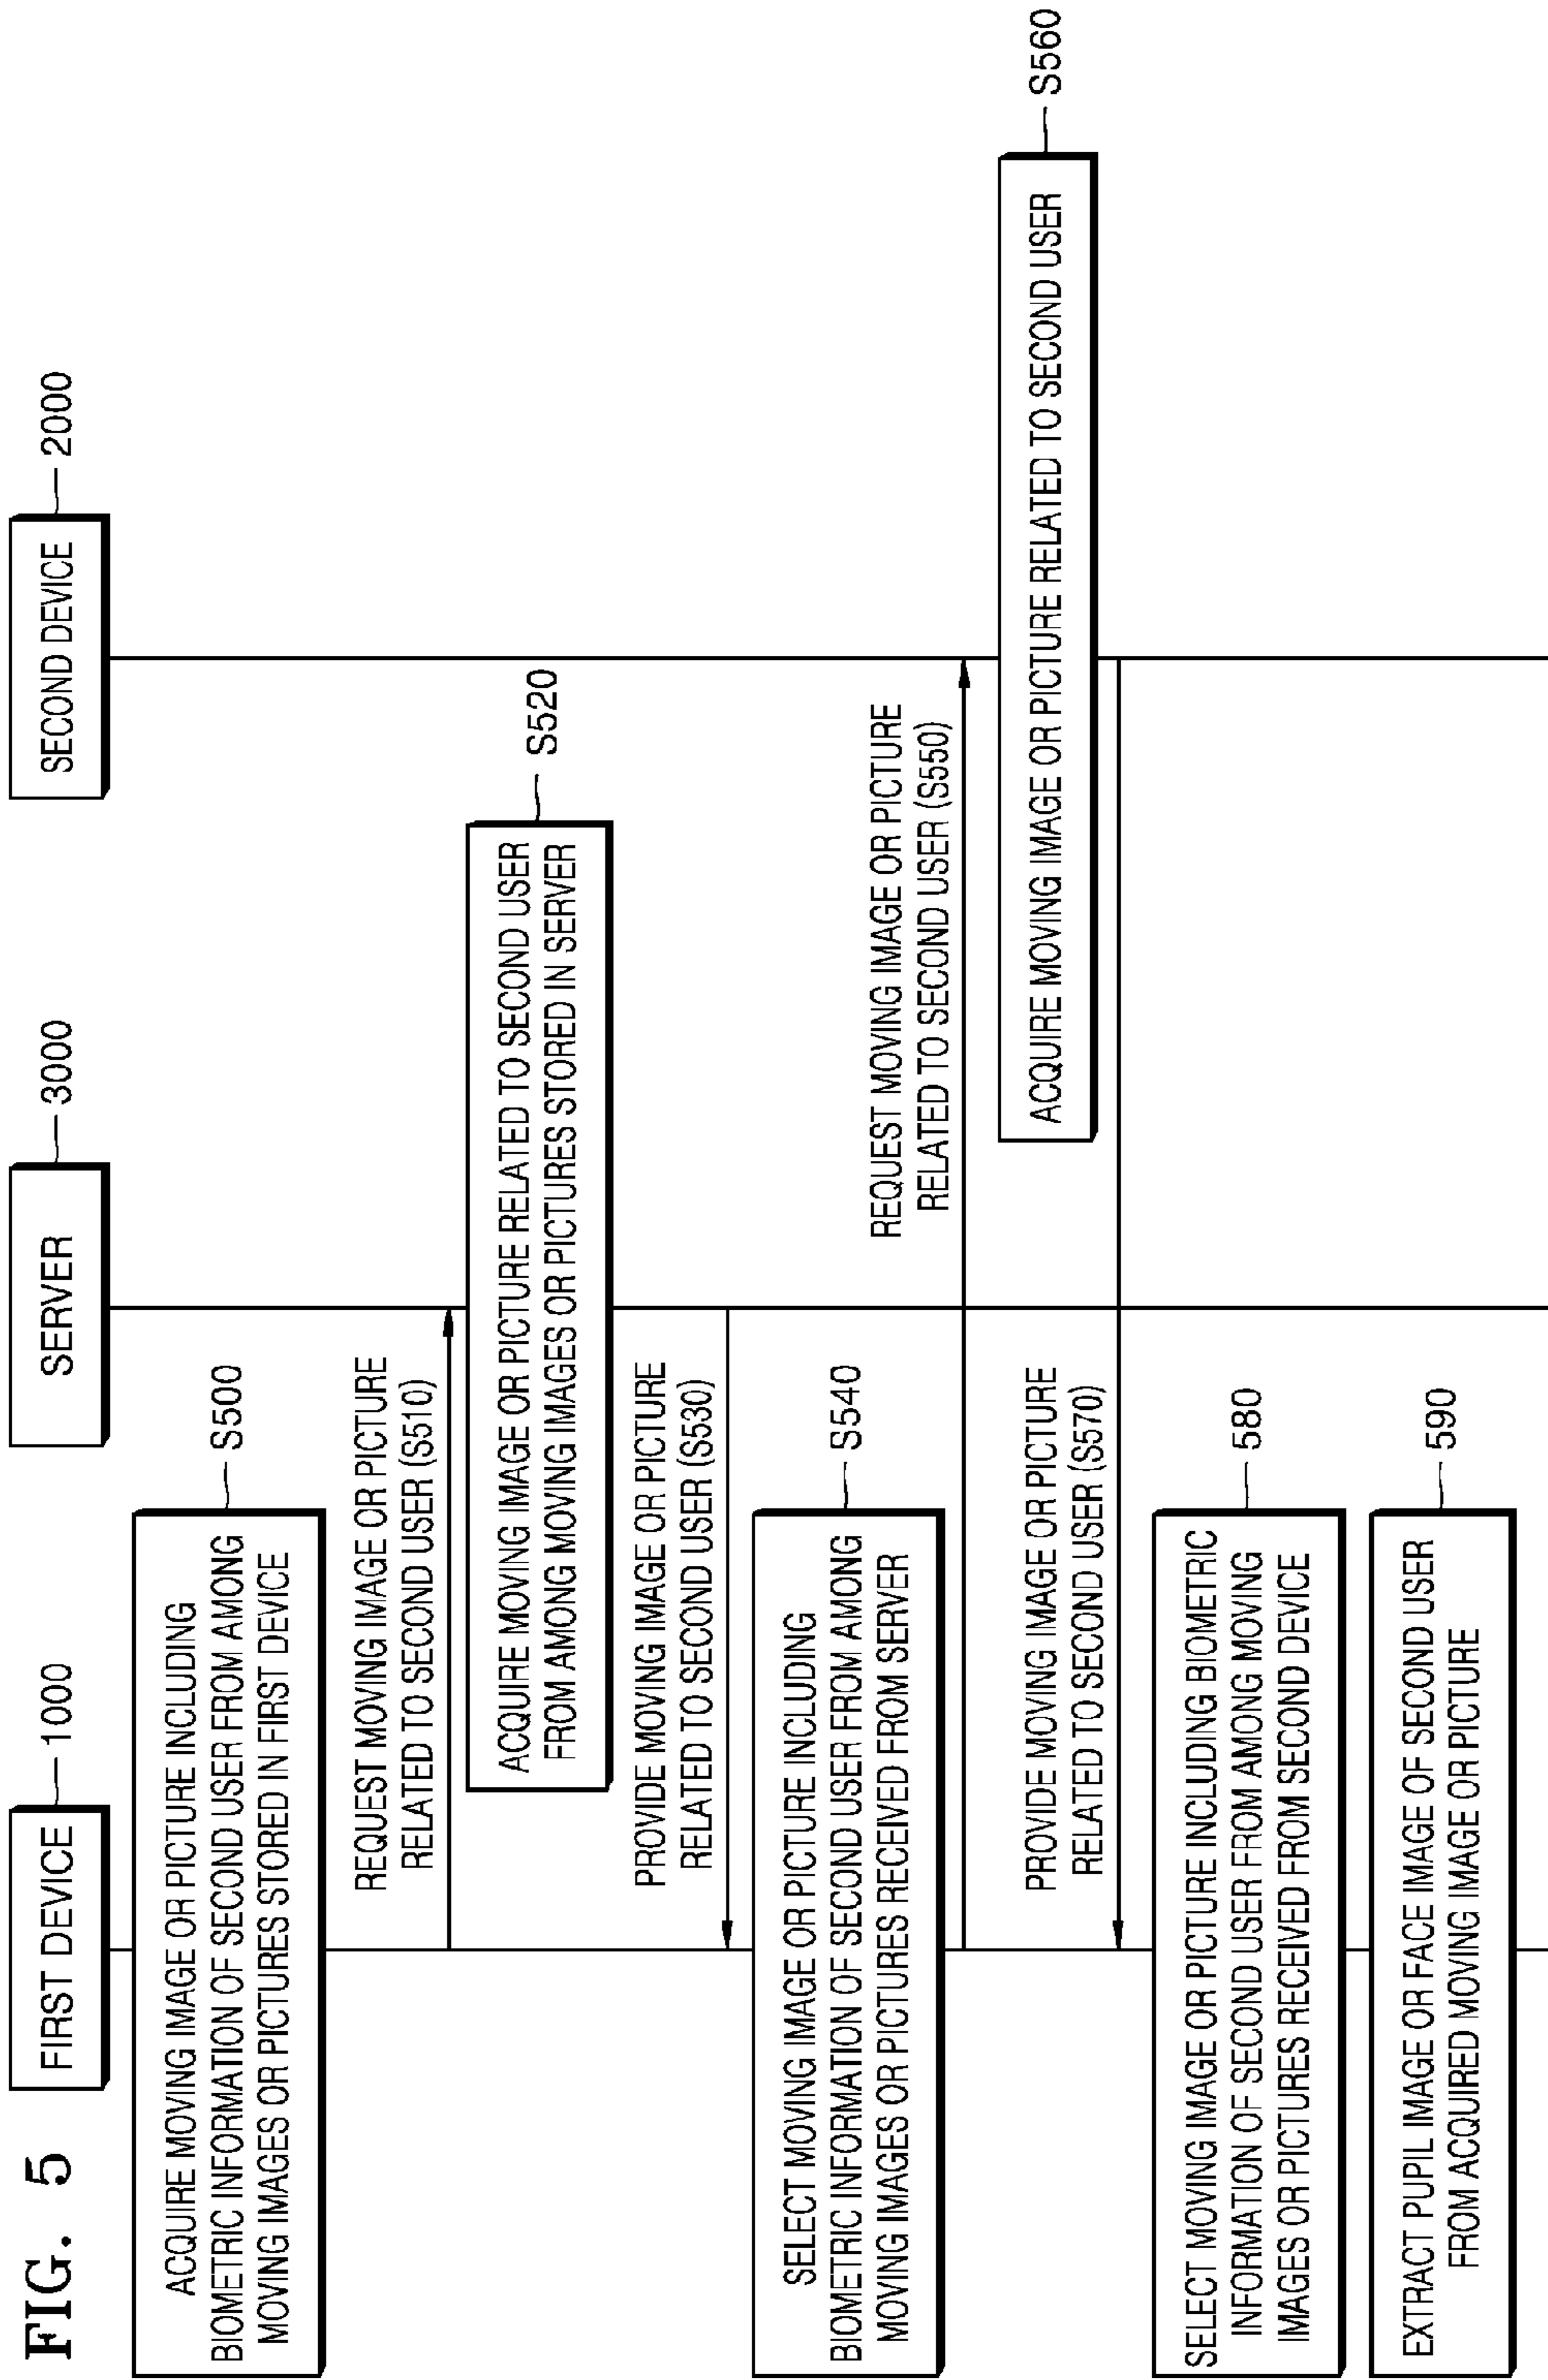 FIG. 5
FIRST DEVICE
1000
SERVER
3000
SECOND DEVICE
2000
ACQUIRE MOVING IMAGE OR PICTURE INCLUDING
BIOMETRIC INFORMATION OF SECOND USER FROM AMONG
MOVING IMAGES OR PICTURES STORED IN FIRST DEVICE
S500
REQUEST MOVING IMAGE OR PICTURE
RELATED TO SECOND USER (S510)
ACQUIRE MOVING IMAGE OR PICTURE RELATED TO SECOND USER
FROM AMONG MOVING IMAGES OR PICTURES STORED IN SERVER
S520
PROVIDE MOVING IMAGE OR PICTURE
RELATED TO SECOND USER (S530)
SELECT MOVING IMAGE OR PICTURE INCLUDING
BIOMETRIC INFORMATION OF SECOND USER FROM AMONG
MOVING IMAGES OR PICTURES RECEIVED FROM SERVER
S540
REQUEST MOVING IMAGE OR PICTURE
RELATED TO SECOND USER (S550)
ACQUIRE MOVING IMAGE OR PICTURE RELATED TO SECOND USER
S560
PROVIDE MOVING IMAGE OR PICTURE
RELATED TO SECOND USER (S570)
SELECT MOVING IMAGE OR PICTURE INCLUDING BIOMETRIC
INFORMATION OF SECOND USER FROM AMONG MOVING
IMAGES OR PICTURES RECEIVED FROM SECOND DEVICE
580
EXTRACT PUPIL IMAGE OR FACE IMAGE OF SECOND USER
FROM ACQUIRED MOVING IMAGE OR PICTURE
590